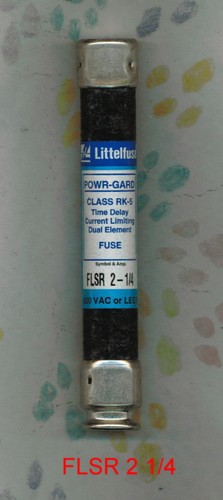 Littelfuse
POWR-GARD
CLASS RK-5
Time Delay
Current Limiting
Dual Element
FUSE
Symbol & Amp.
FLSR 2-1/4
VAC or LESS
FLSR 2 1/4